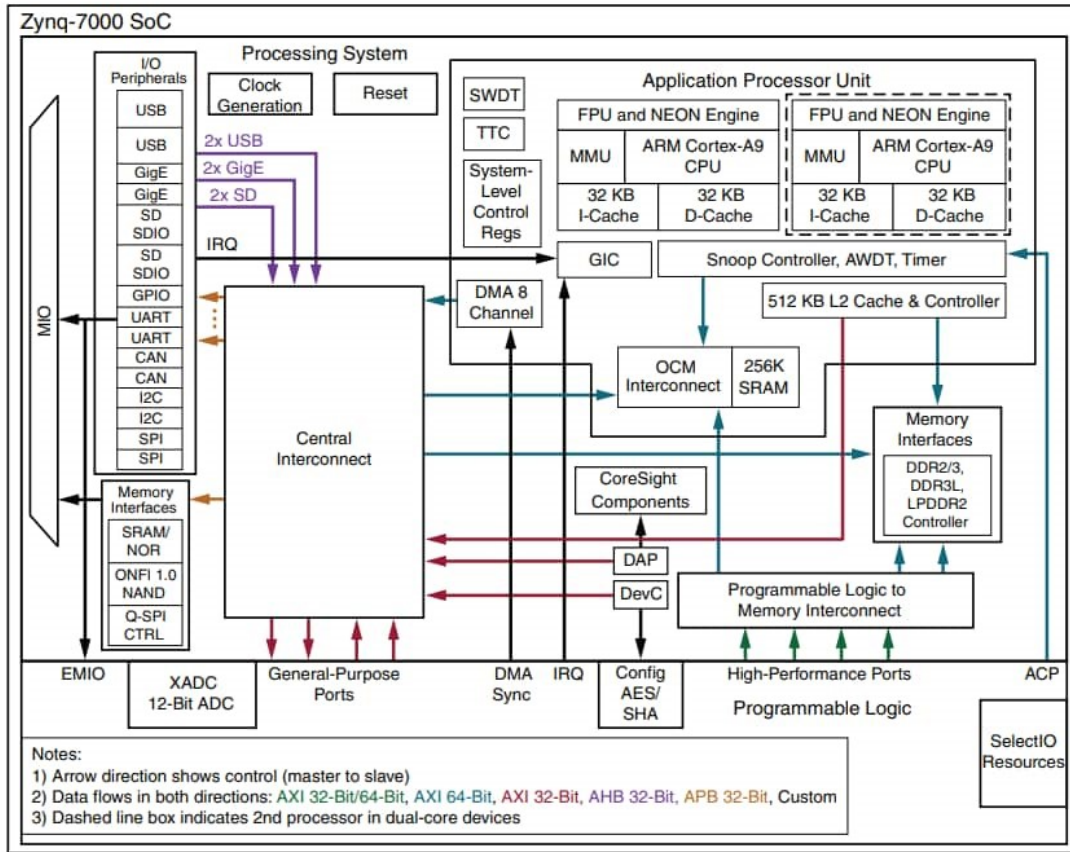 Zynq-7000 SoC
Processing System
I/O
Peripherals
USB
USB
GigE
GigE
SD
SDIO
SD
SDIO
GPIO
UART
UART
CAN
CAN
I2C
I2C
SPI
SPI
MIO
Memory
Interfaces
SRAM/
NOR
ONFI 1.0
NAND
Q-SPI
CTRL
Clock
Generation
Reset
2x USB
2x GigE
2x SD
IRQ
Central
Interconnect
SWDT
TTC
System-
Level
Control
Regs
DMA 8
Channel
Application Processor Unit
FPU and NEON Engine
MMU
ARM Cortex-A9
CPU
32 KB
I-Cache
32 KB
D-Cache
FPU and NEON Engine
MMU
ARM Cortex-A9
CPU
32 KB
I-Cache
32 KB
D-Cache
GIC
Snoop Controller, AWDT, Timer
512 KB L2 Cache & Controller
OCM
Interconnect
256K
SRAM
Memory
Interfaces
DDR2/3,
DDR3L,
LPDDR2
Controller
CoreSight
Components
DAP
DevC
Programmable Logic to
Memory Interconnect
EMIO
XADC
12-Bit ADC
General-Purpose
Ports
DMA
Sync
IRQ
Config
AES/
SHA
High-Performance Ports
ACP
Programmable Logic
SelectIO
Resources
Notes:
1) Arrow direction shows control (master to slave)
2) Data flows in both directions: AXI 32-Bit/64-Bit, AXI 64-Bit, AXI 32-Bit, AHB 32-Bit, APB 32-Bit, Custom
3) Dashed line box indicates 2nd processor in dual-core devices